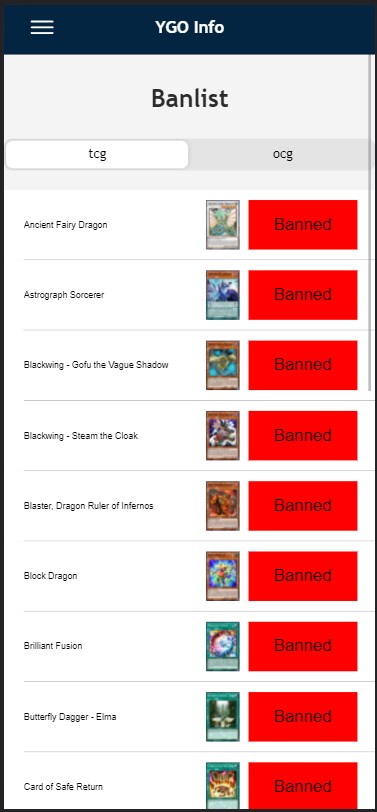 YGO Info
Banlist
tcg
ocg
Ancient Fairy Dragon
Banned
Astrograph Sorcerer
Banned
Blackwing - Gofu the Vague Shadow
Banned
Blackwing - Steam the Cloak
Banned
Blaster, Dragon Ruler of Infernos
Banned
Block Dragon
Banned
Brilliant Fusion
Banned
Butterfly Dagger - Elma
Banned
Card of Safe Return
Banned